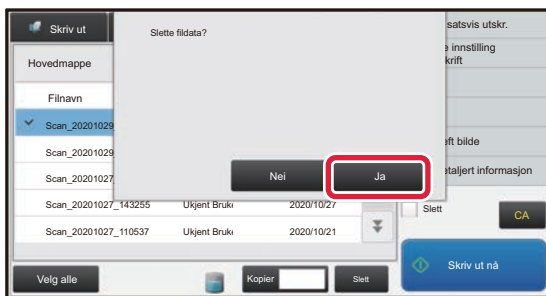 Skriv ut
Slette fildata?
satsvis utskr.
innstilling
krift
Hovedmappe
Filnavn
Scan_20201029
Scan_20201029
eft bilde
Scan_20201027
Nei
Ja
etaljert informasjon
Scan_20201027_143255 Ukjent Bruke 2020/10/27
Slett
CA
Scan_20201027_110537 Ukjent Bruke 2020/10/21
Velg alle
Kopier
Slett
Skriv ut nå